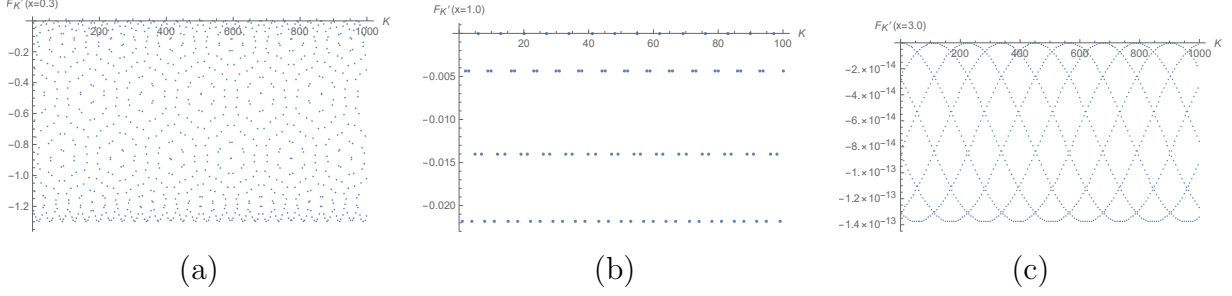 F_K′(x=0.3)
K
200 400 600 800 1000
−0.2
−0.4
−0.6
−0.8
−1.0
−1.2
(a)
F_K′(x=1.0)
K
20 40 60 80 100
−0.005
−0.010
−0.015
−0.020
(b)
F_K′(x=3.0)
K
200 400 600 800 1000
−2.×10⁻¹⁴
−4.×10⁻¹⁴
−6.×10⁻¹⁴
−8.×10⁻¹⁴
−1.×10⁻¹³
−1.2×10⁻¹³
−1.4×10⁻¹³
(c)